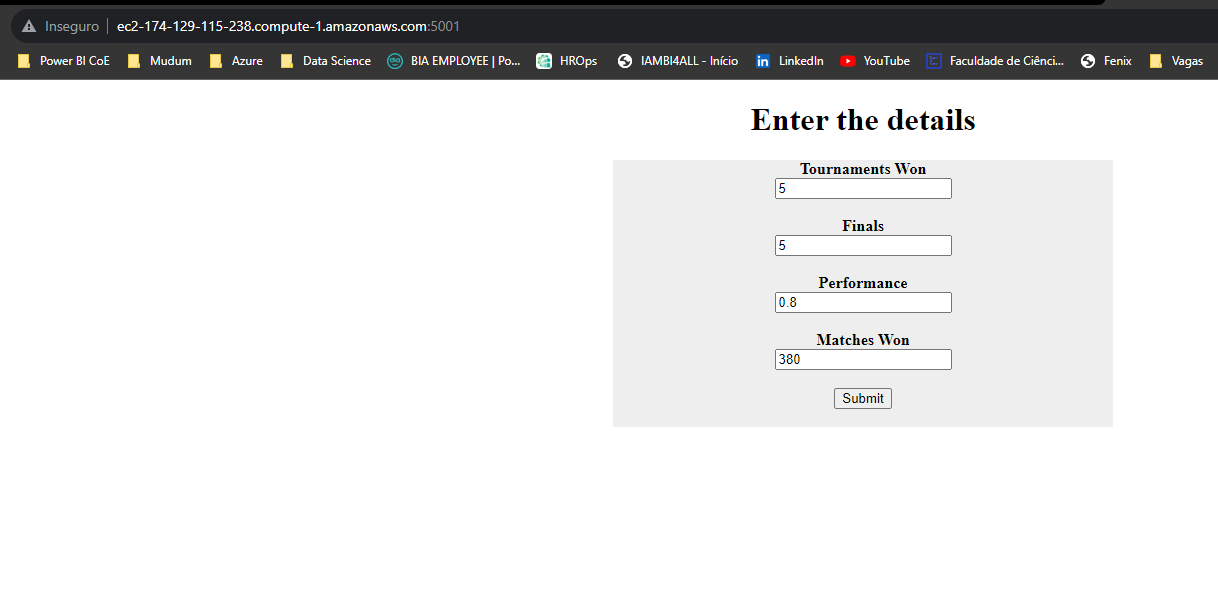 Inseguro ec2-174-129-115-238.compute-1.amazonaws.com:5001
Power BI CoE Mudum Azure Data Science BIA EMPLOYEE | Po... HROps IAMBI4ALL - Início LinkedIn YouTube Faculdade de Ciênci... Fenix Vagas
Enter the details
Tournaments Won
5
Finals
5
Performance
0.8
Matches Won
380
Submit